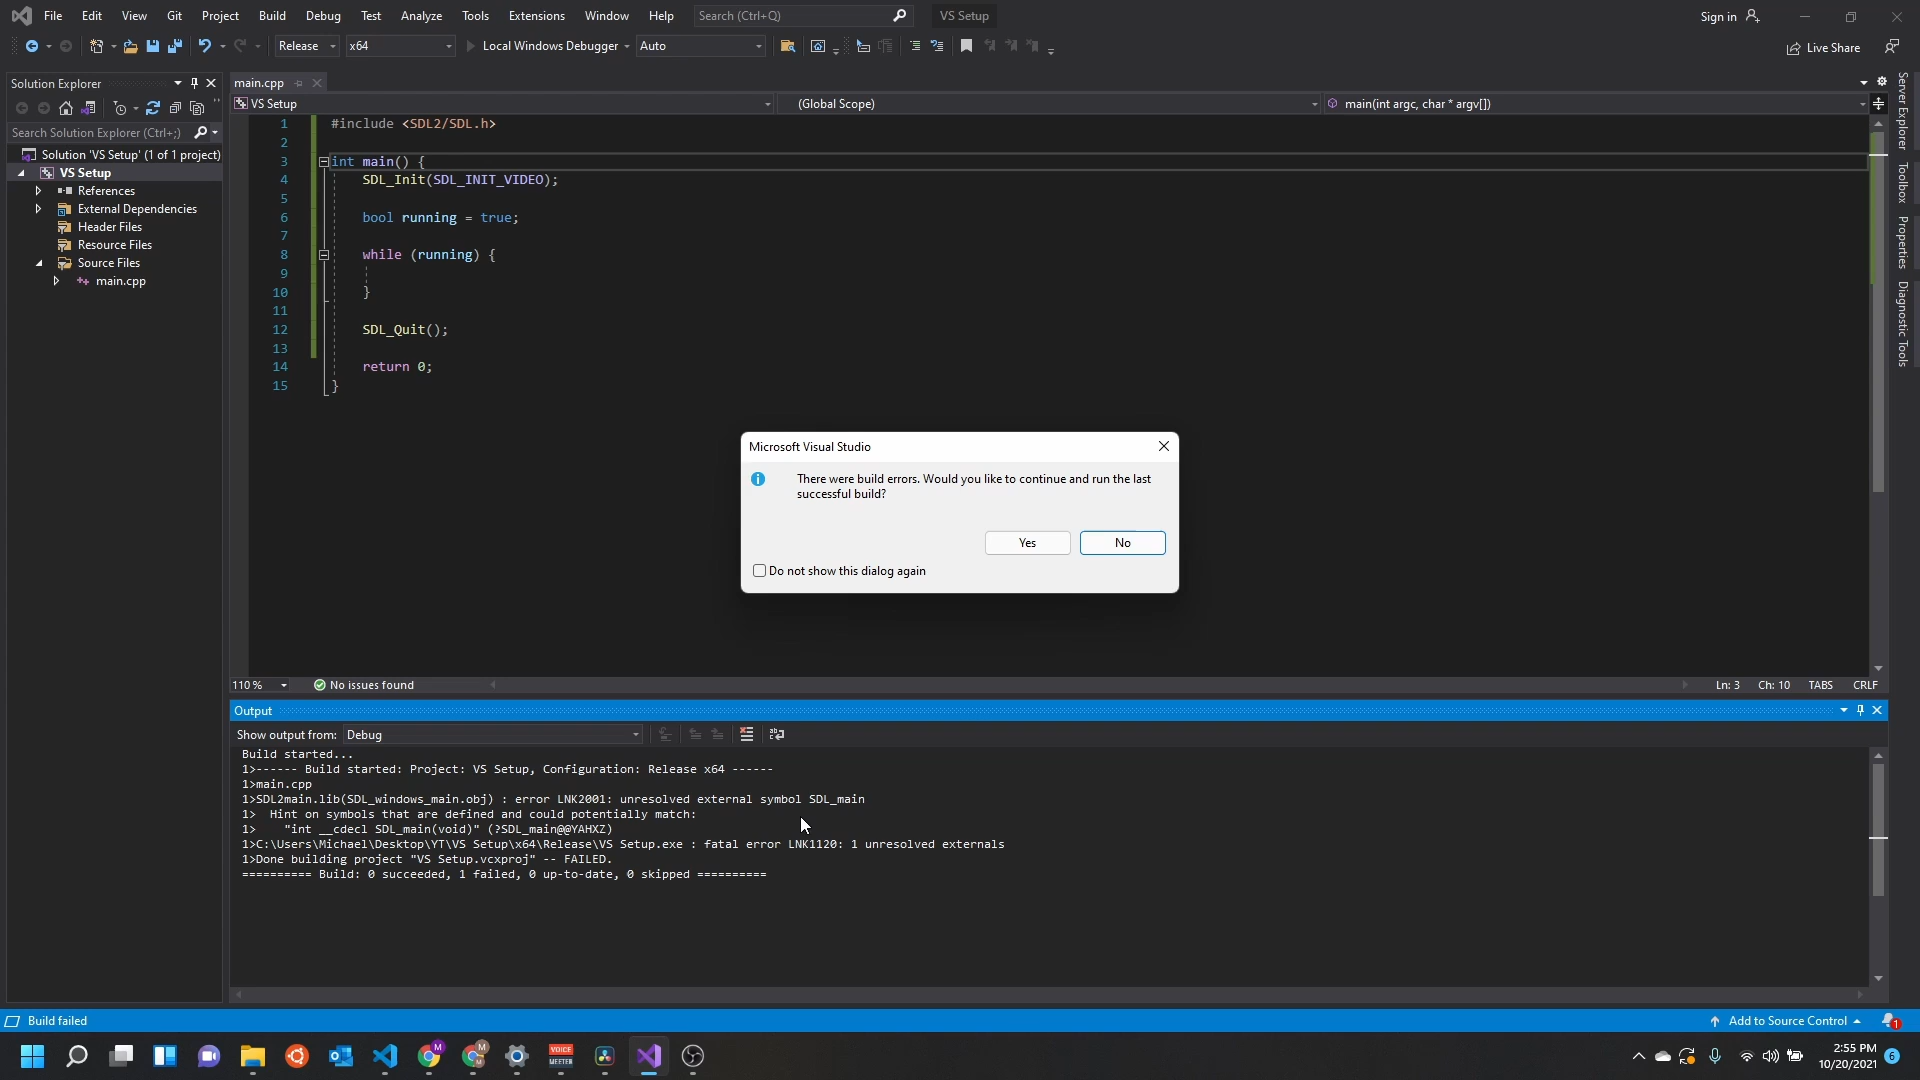 File Edit View Git Project Build Debug Test Analyze Tools Extensions Window Help Search (Ctrl+Q) VS Setup Sign in
Release x64 Local Windows Debugger Auto Live Share
Solution Explorer
Search Solution Explorer (Ctrl+;)
Solution 'VS Setup' (1 of 1 project)
VS Setup
References
External Dependencies
Header Files
Resource Files
Source Files
main.cpp
main.cpp
VS Setup (Global Scope) main(int argc, char * argv[])
1 #include <SDL2/SDL.h>
2
3 int main() {
4 SDL_Init(SDL_INIT_VIDEO);
5
6 bool running = true;
7
8 while (running) {
9
10 }
11
12 SDL_Quit();
13
14 return 0;
15 }
Server Explorer
Toolbox
Properties
Diagnostic Tools
Microsoft Visual Studio
There were build errors. Would you like to continue and run the last
successful build?
Yes No
Do not show this dialog again
110 % No issues found Ln: 3 Ch: 10 TABS CRLF
Output
Show output from: Debug
Build started...
1>------ Build started: Project: VS Setup, Configuration: Release x64 ------
1>main.cpp
1>SDL2main.lib(SDL_windows_main.obj) : error LNK2001: unresolved external symbol SDL_main
1> Hint on symbols that are defined and could potentially match:
1> "int __cdecl SDL_main(void)" (?SDL_main@@YAHXZ)
1>C:\Users\Michael\Desktop\YT\VS Setup\x64\Release\VS Setup.exe : fatal error LNK1120: 1 unresolved externals
1>Done building project "VS Setup.vcxproj" -- FAILED.
========== Build: 0 succeeded, 1 failed, 0 up-to-date, 0 skipped ==========
Build failed Add to Source Control 1
M M VOICE MEETER
2:55 PM
10/20/2021 6